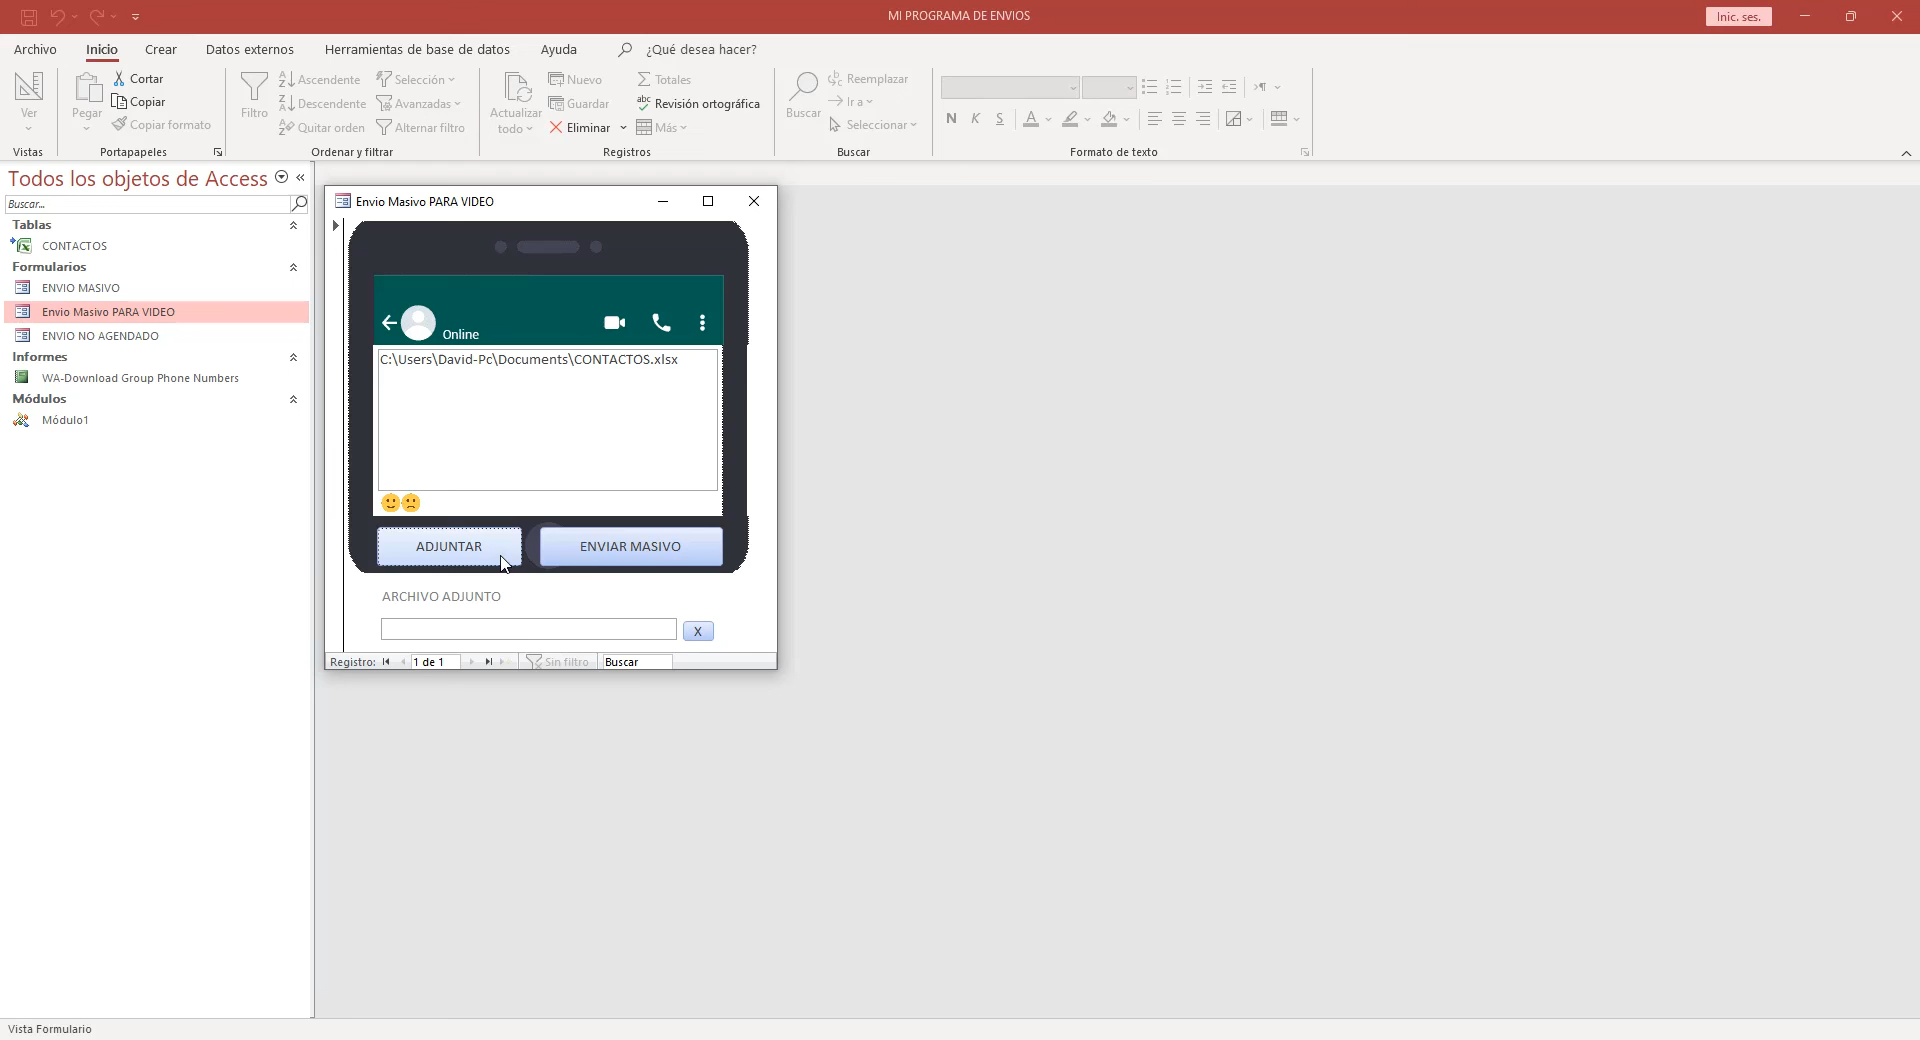 MI PROGRAMA DE ENVIOS
Inic. ses.
Archivo Inicio Crear Datos externos Herramientas de base de datos Ayuda ¿Qué desea hacer?
Ver
Vistas
Pegar
Cortar
Copiar
Copiar formato
Portapapeles
Filtro
Ascendente
Descendente
Quitar orden
Selección
Avanzadas
Alternar filtro
Ordenar y filtrar
Actualizar
todo
Nuevo
Guardar
Eliminar
Totales
Revisión ortográfica
Más
Registros
Buscar
Reemplazar
Ir a
Seleccionar
Buscar
N K S
A
Formato de texto
Todos los objetos de Access
Buscar...
Tablas
CONTACTOS
Formularios
ENVIO MASIVO
Envio Masivo PARA VIDEO
ENVIO NO AGENDADO
Informes
WA-Download Group Phone Numbers
Módulos
Módulo1
Envio Masivo PARA VIDEO
Online
C:\Users\David-Pc\Documents\CONTACTOS.xlsx
ADJUNTAR
ENVIAR MASIVO
ARCHIVO ADJUNTO
X
Registro: 1 de 1 Sin filtro Buscar
Vista Formulario